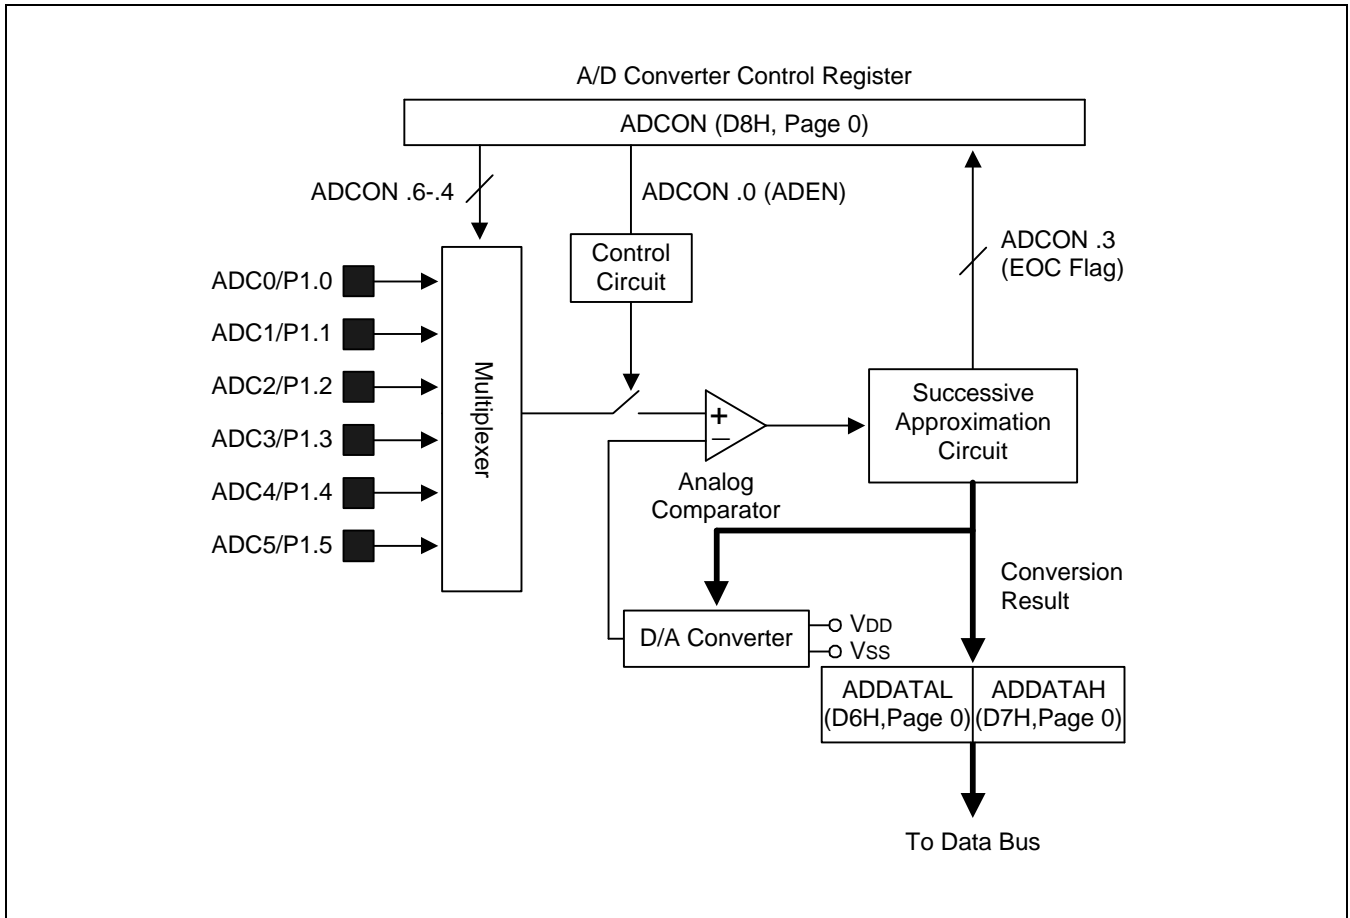 A/D Converter Control Register
ADCON (D8H, Page 0)
ADCON .6-.4
ADCON .0 (ADEN)
ADCON .3
(EOC Flag)
Control
Circuit
ADC0/P1.0
ADC1/P1.1
ADC2/P1.2
ADC3/P1.3
ADC4/P1.4
ADC5/P1.5
Multiplexer
+
−
Analog
Comparator
Successive
Approximation
Circuit
Conversion
Result
D/A Converter
VDD
VSS
ADDATAL
(D6H,Page 0)
ADDATAH
(D7H,Page 0)
To Data Bus